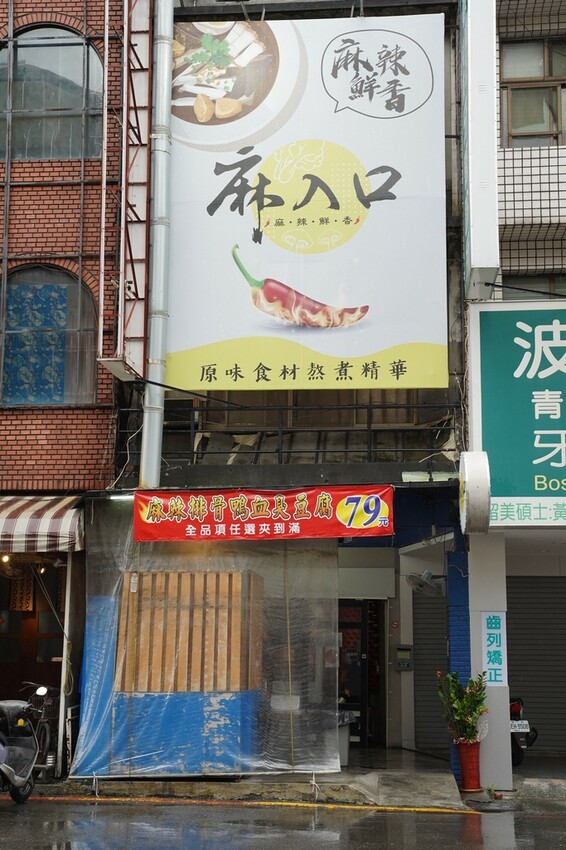 麻辣
鮮香
麻入口
麻·辣·鮮·香
原味食材熬煮精華
麻辣排骨鴨血臭豆腐 79元
全品項任選夾到滿
波
青
牙
Bos
美碩士:黃
齒列矯正